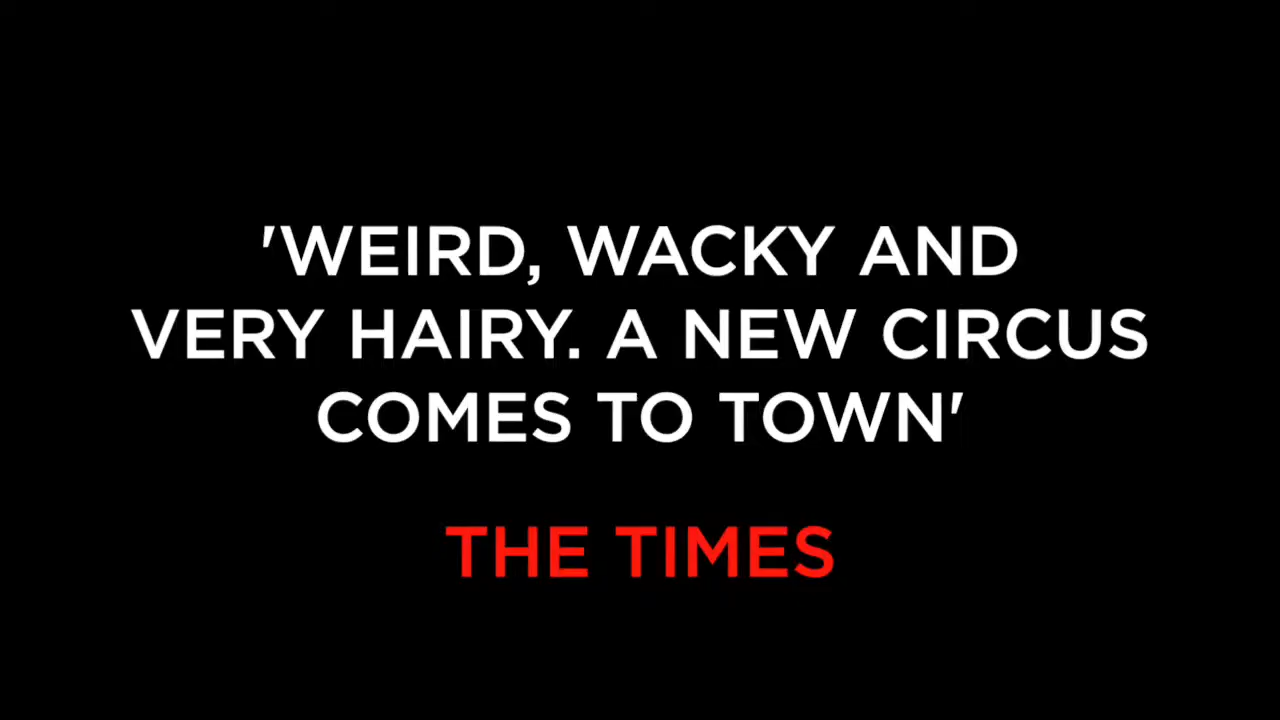 'WEIRD, WACKY AND
VERY HAIRY. A NEW CIRCUS
COMES TO TOWN'
THE TIMES